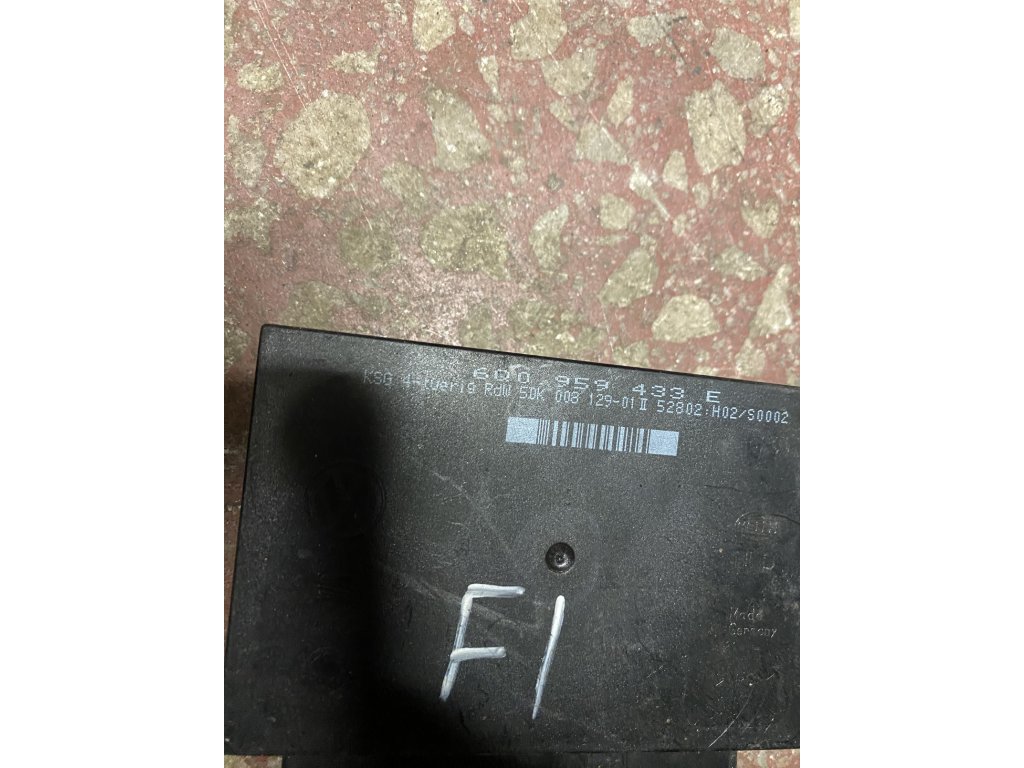 6Q0 959 433 E
KSG 4-tuerig RdW 5DK 008 129-01 II 52802:H02/S0002
Made
Germany
F1